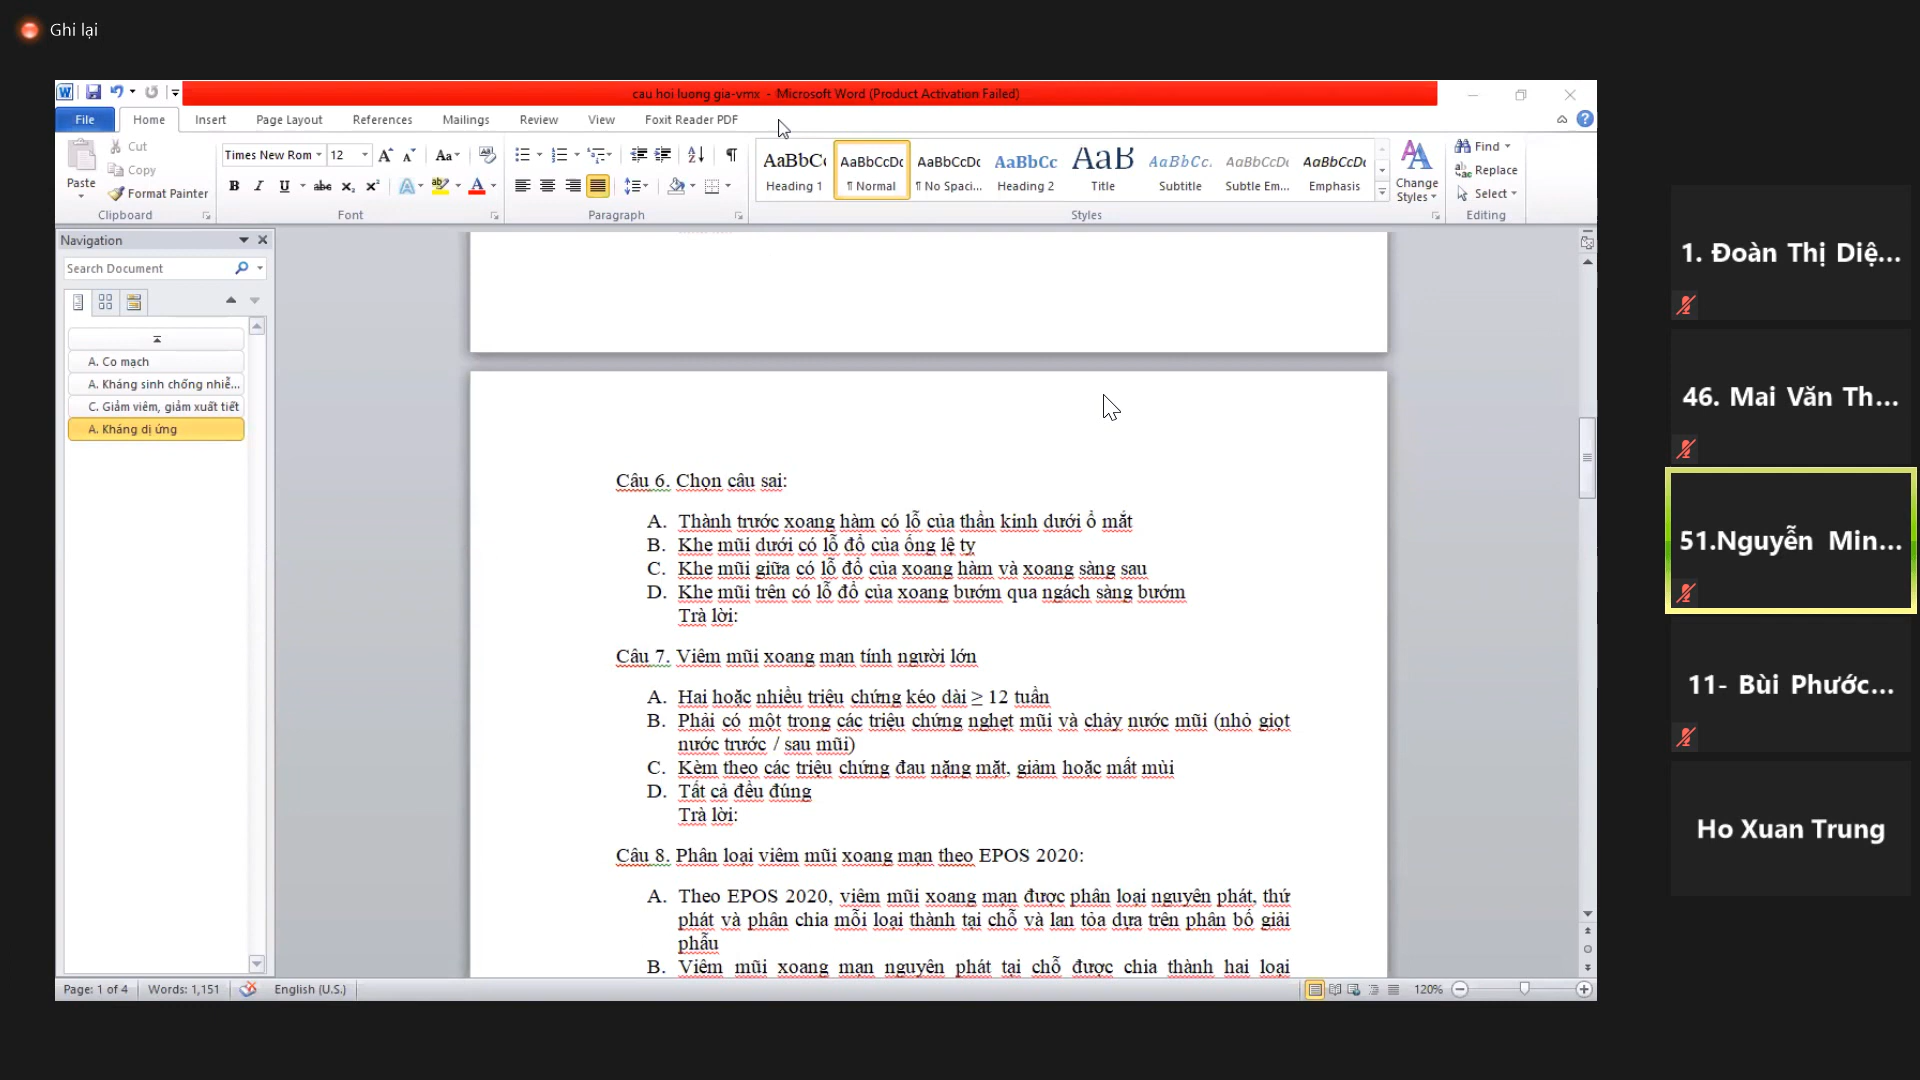 Ghi lại
cau hoi luong gia-vmx - Microsoft Word (Product Activation Failed)
File Home Insert Page Layout References Mailings Review View Foxit Reader PDF
Cut
Copy
Format Painter
Paste
Clipboard
Times New Rom 12
Font
Paragraph
AaBbC AaBbCcDc AaBbCcDc AaBbCc AaB AaBbCc. AaBbCcDc AaBbCcDc
Heading 1 ¶ Normal ¶ No Spaci... Heading 2 Title Subtitle Subtle Em... Emphasis
Change Styles
Styles
Find
Replace
Select
Editing
Navigation
Search Document
A. Co mạch
A. Kháng sinh chống nhiễ...
C. Giảm viêm, giảm xuất tiết
A. Kháng dị ứng
Câu 6. Chọn câu sai:
A. Thành trước xoang hàm có lỗ của thần kinh dưới ổ mắt
B. Khe mũi dưới có lỗ đổ của ống lệ tỵ
C. Khe mũi giữa có lỗ đổ của xoang hàm và xoang sàng sau
D. Khe mũi trên có lỗ đổ của xoang bướm qua ngách sàng bướm
Trả lời:
Câu 7. Viêm mũi xoang mạn tính người lớn
A. Hai hoặc nhiều triệu chứng kéo dài ≥ 12 tuần
B. Phải có một trong các triệu chứng nghẹt mũi và chảy nước mũi (nhỏ giọt
nước trước / sau mũi)
C. Kèm theo các triệu chứng đau nặng mặt, giảm hoặc mất mùi
D. Tất cả đều đúng
Trả lời:
Câu 8. Phân loại viêm mũi xoang mạn theo EPOS 2020:
A. Theo EPOS 2020, viêm mũi xoang mạn được phân loại nguyên phát, thứ
phát và phân chia mỗi loại thành tại chỗ và lan tỏa dựa trên phân bố giải
phẫu
B. Viêm mũi xoang mạn nguyên phát tại chỗ được chia thành hai loại
Page: 1 of 4 Words: 1,151 English (U.S.) 120%
1. Đoàn Thị Diệ...
46. Mai Văn Th...
51.Nguyễn Min...
11- Bùi Phước...
Ho Xuan Trung